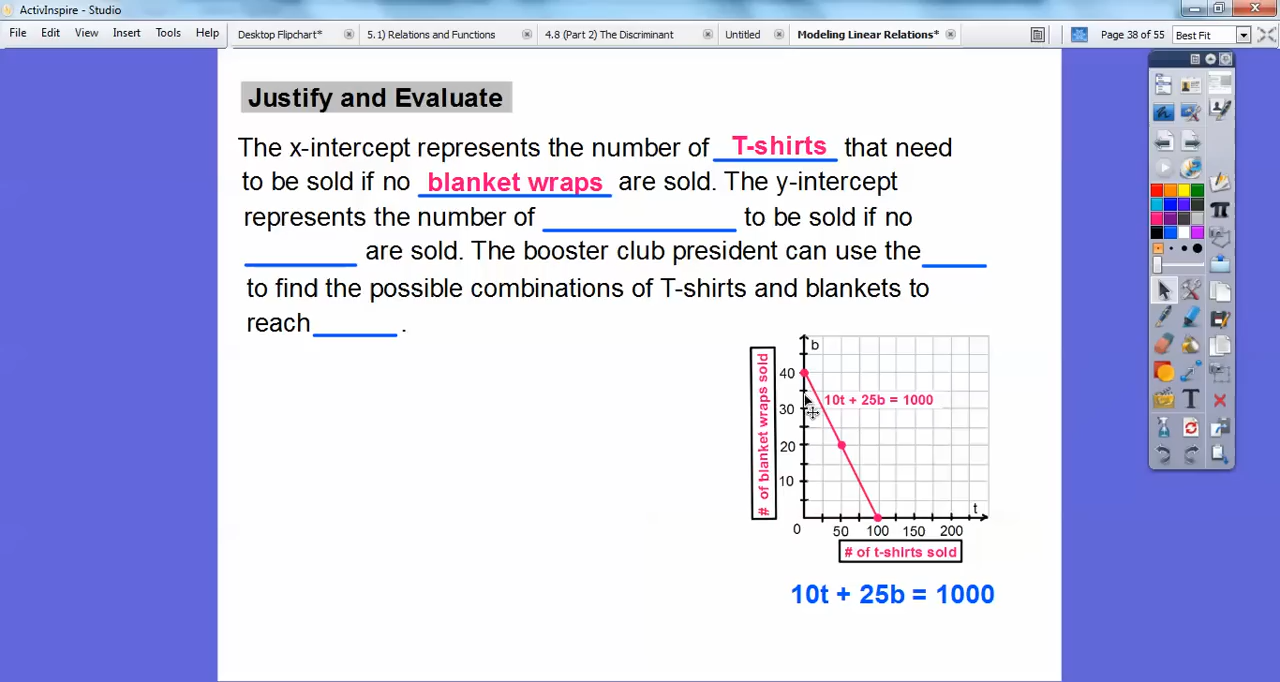 ActivInspire - Studio
File Edit View Insert Tools Help
Desktop Flipchart* 5.1) Relations and Functions 4.8 (Part 2) The Discriminant Untitled Modeling Linear Relations* Page 38 of 55 Best Fit
Justify and Evaluate
The x-intercept represents the number of T-shirts that need
to be sold if no blanket wraps are sold. The y-intercept
represents the number of to be sold if no
are sold. The booster club president can use the
to find the possible combinations of T-shirts and blankets to
reach .
# of blanket wraps sold
b
40
30
20
10
10t + 25b = 1000
t
0 50 100 150 200
# of t-shirts sold
10t + 25b = 1000